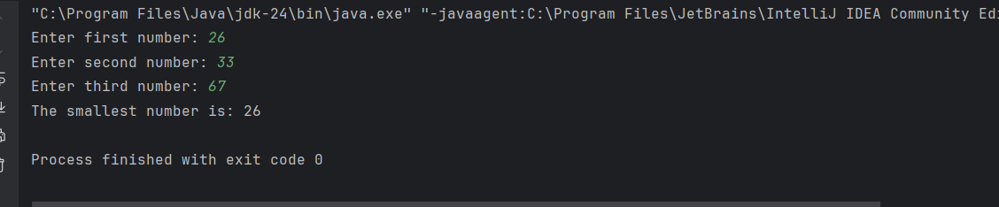 "C:\Program Files\Java\jdk-24\bin\java.exe" "-javaagent:C:\Program Files\JetBrains\IntelliJ IDEA Community Edi
Enter first number: 26
Enter second number: 33
Enter third number: 67
The smallest number is: 26
Process finished with exit code 0